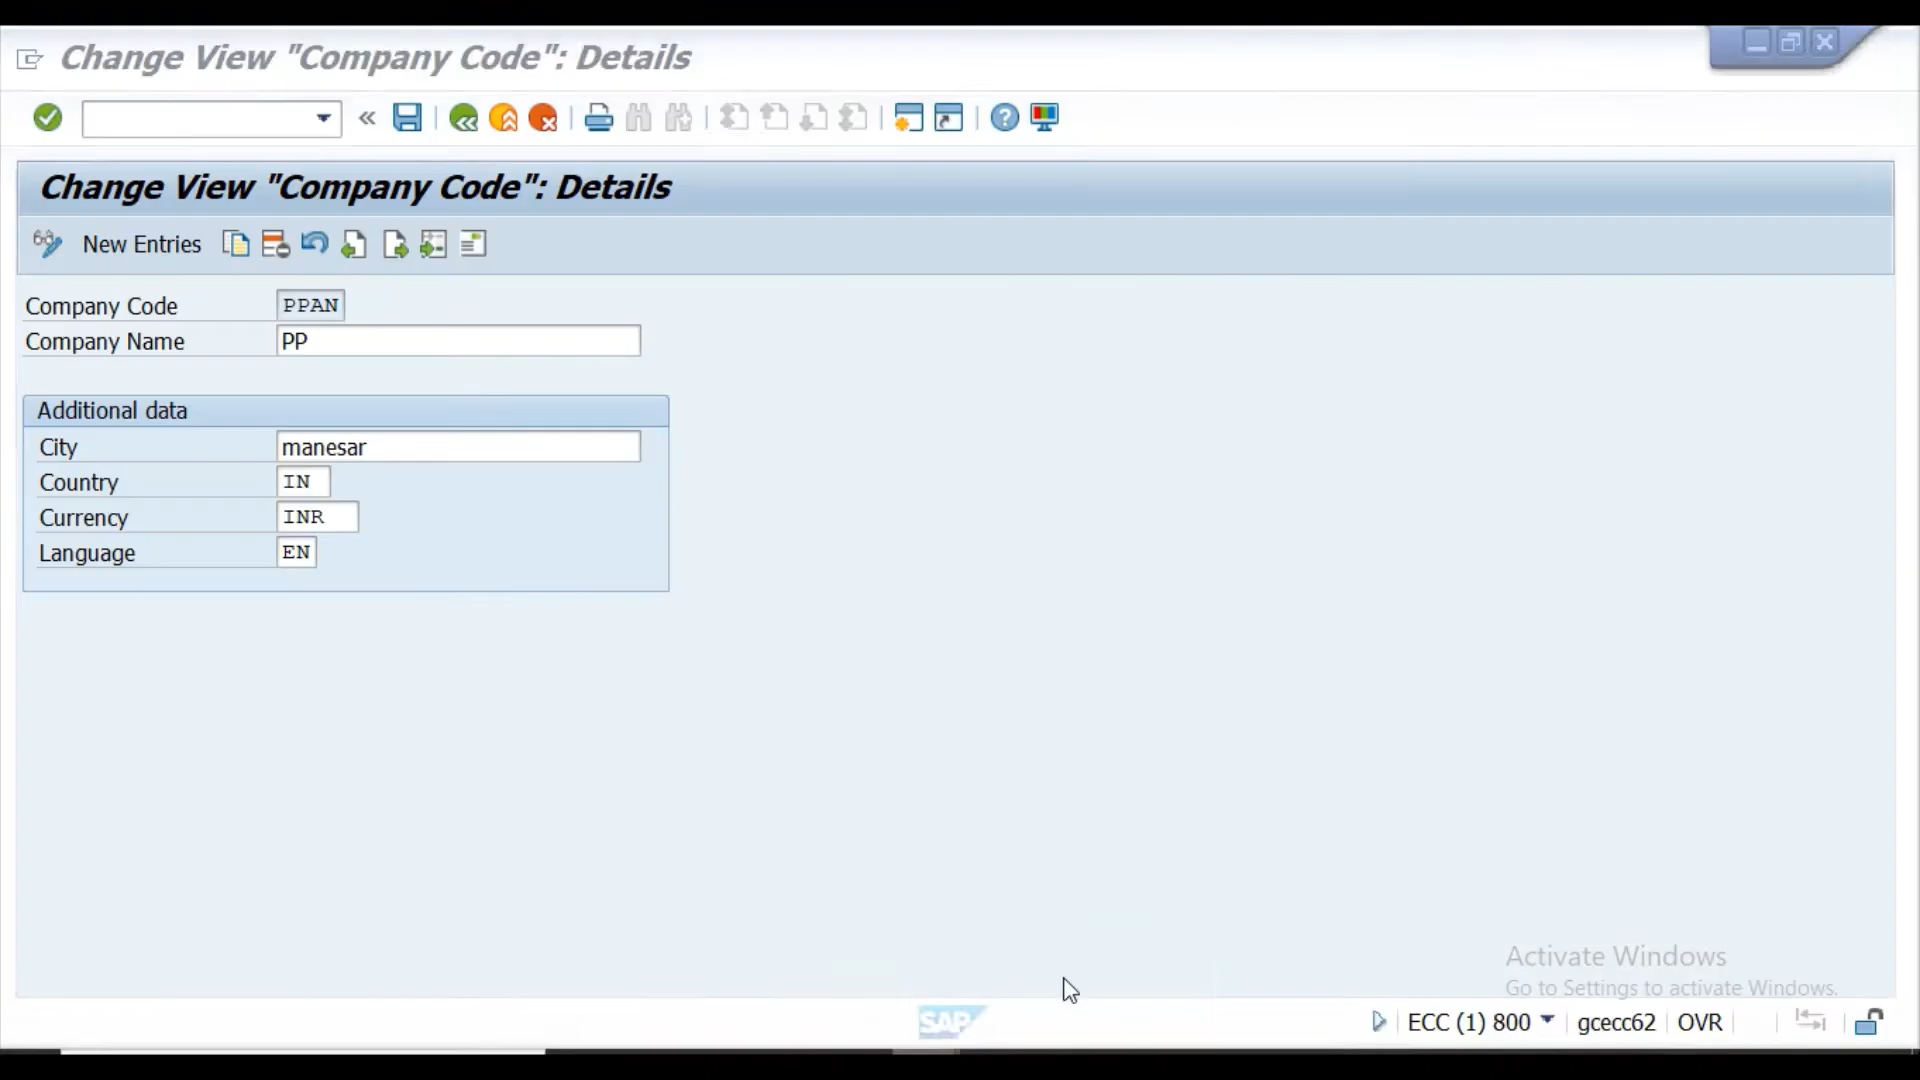 Change View "Company Code": Details
Change View "Company Code": Details
New Entries
Company Code PPAN
Company Name PP
Additional data
City manesar
Country IN
Currency INR
Language EN
Activate Windows
Go to Settings to activate Windows.
SAP ECC (1) 800 gcecc62 OVR